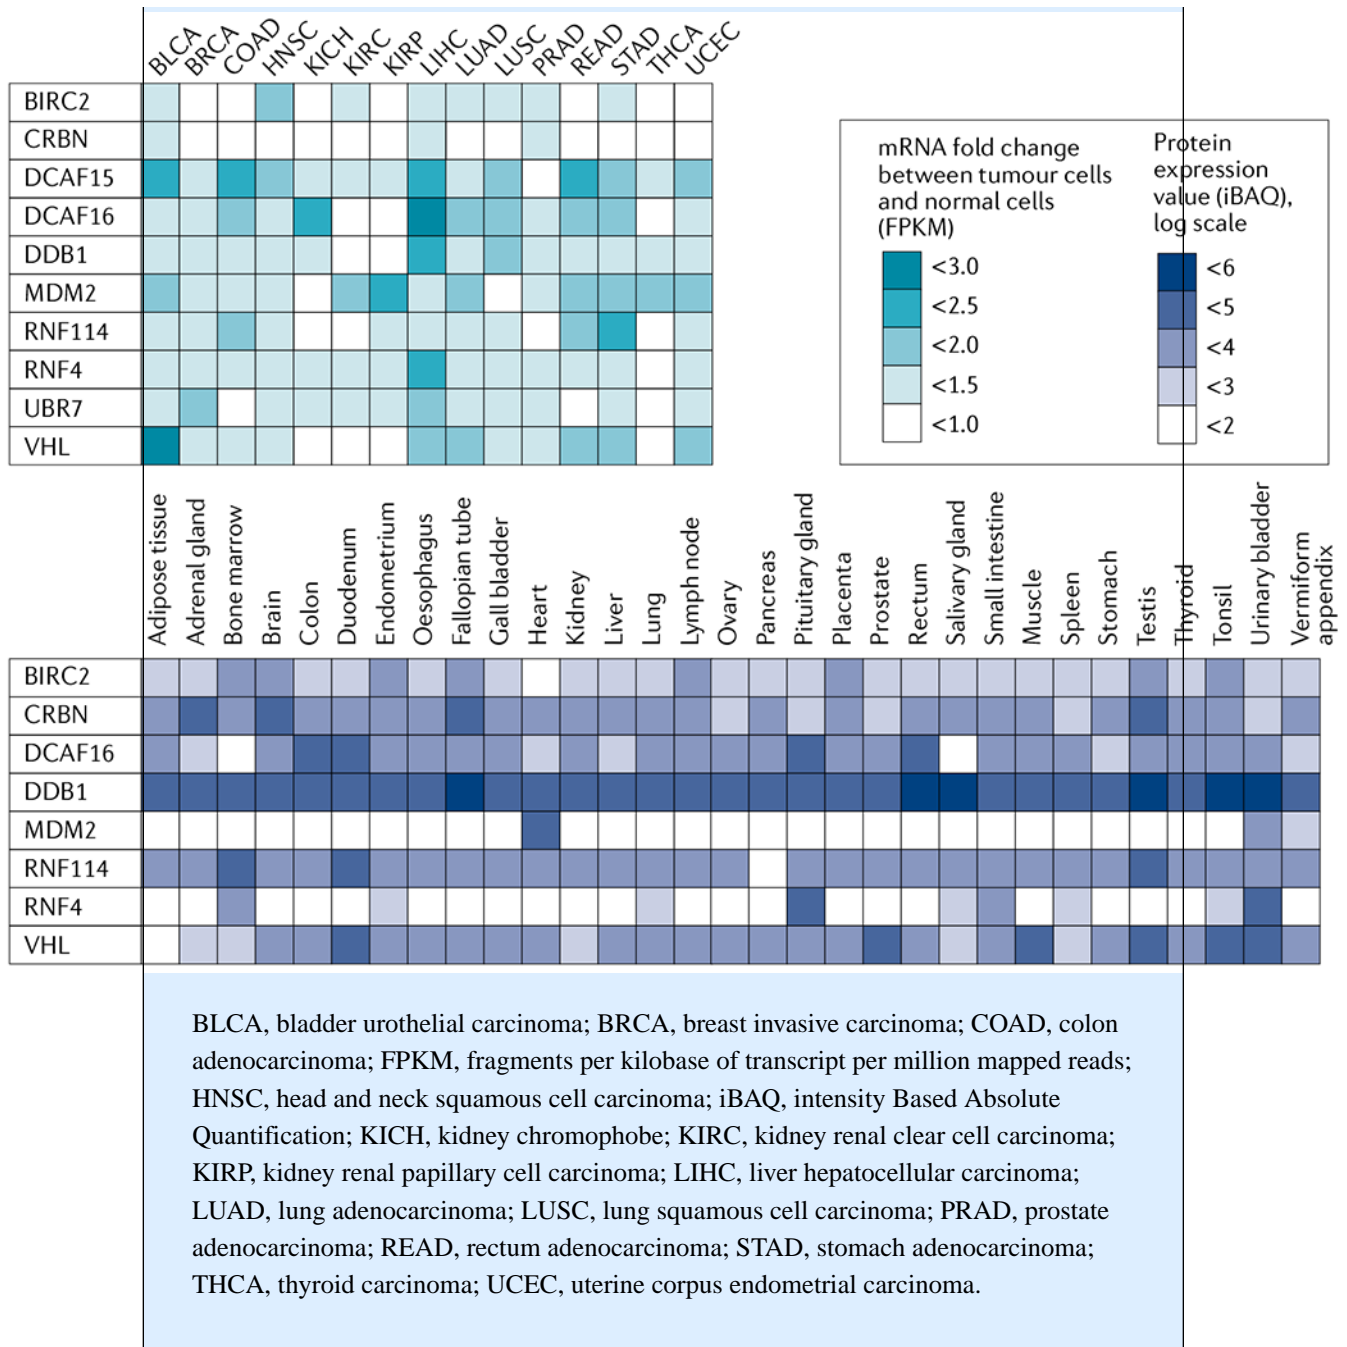 BLCA
BRCA
COAD
HNSC
KICH
KIRC
KIRP
LIHC
LUAD
LUSC
PRAD
READ
STAD
THCA
UCEC
BIRC2
CRBN
DCAF15
DCAF16
DDB1
MDM2
RNF114
RNF4
UBR7
VHL
mRNA fold change
between tumour cells
and normal cells
(FPKM)
<3.0
<2.5
<2.0
<1.5
<1.0
Protein
expression
value (iBAQ),
log scale
<6
<5
<4
<3
<2
Adipose tissue
Adrenal gland
Bone marrow
Brain
Colon
Duodenum
Endometrium
Oesophagus
Fallopian tube
Gall bladder
Heart
Kidney
Liver
Lung
Lymph node
Ovary
Pancreas
Pituitary gland
Placenta
Prostate
Rectum
Salivary gland
Small intestine
Muscle
Spleen
Stomach
Testis
Thyroid
Tonsil
Urinary bladder
Vermiform
appendix
BIRC2
CRBN
DCAF16
DDB1
MDM2
RNF114
RNF4
VHL
BLCA, bladder urothelial carcinoma; BRCA, breast invasive carcinoma; COAD, colon
adenocarcinoma; FPKM, fragments per kilobase of transcript per million mapped reads;
HNSC, head and neck squamous cell carcinoma; iBAQ, intensity Based Absolute
Quantification; KICH, kidney chromophobe; KIRC, kidney renal clear cell carcinoma;
KIRP, kidney renal papillary cell carcinoma; LIHC, liver hepatocellular carcinoma;
LUAD, lung adenocarcinoma; LUSC, lung squamous cell carcinoma; PRAD, prostate
adenocarcinoma; READ, rectum adenocarcinoma; STAD, stomach adenocarcinoma;
THCA, thyroid carcinoma; UCEC, uterine corpus endometrial carcinoma.